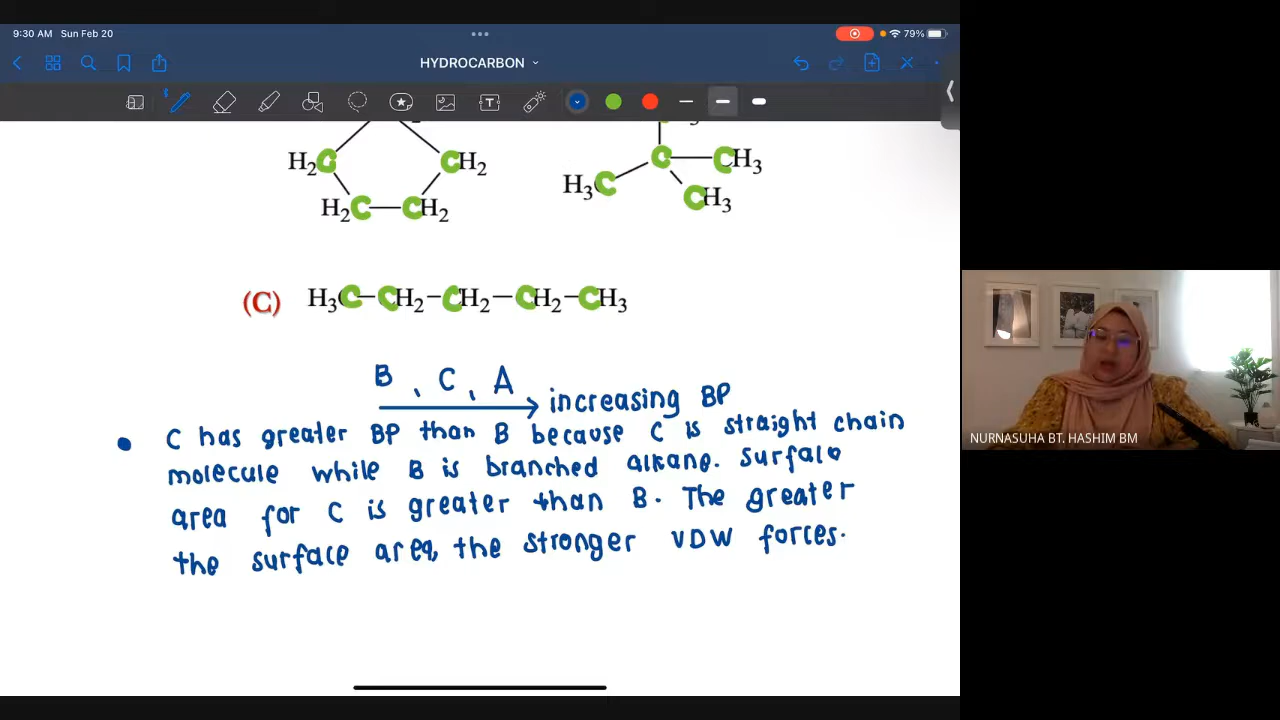 9:30 AM Sun Feb 20
79%
HYDROCARBON
H₂C CH₂
H₂C—CH₂
C—CH₃
H₃C
CH₃
(C) H₃C—CH₂—CH₂—CH₂—CH₃
B , C , A
increasing BP
• C has greater BP than B because C is straight chain
molecule while B is branched alkane. Surface
area for C is greater than B. The greater
the surface area, the stronger VDW forces.
NURNASUHA BT. HASHIM BM